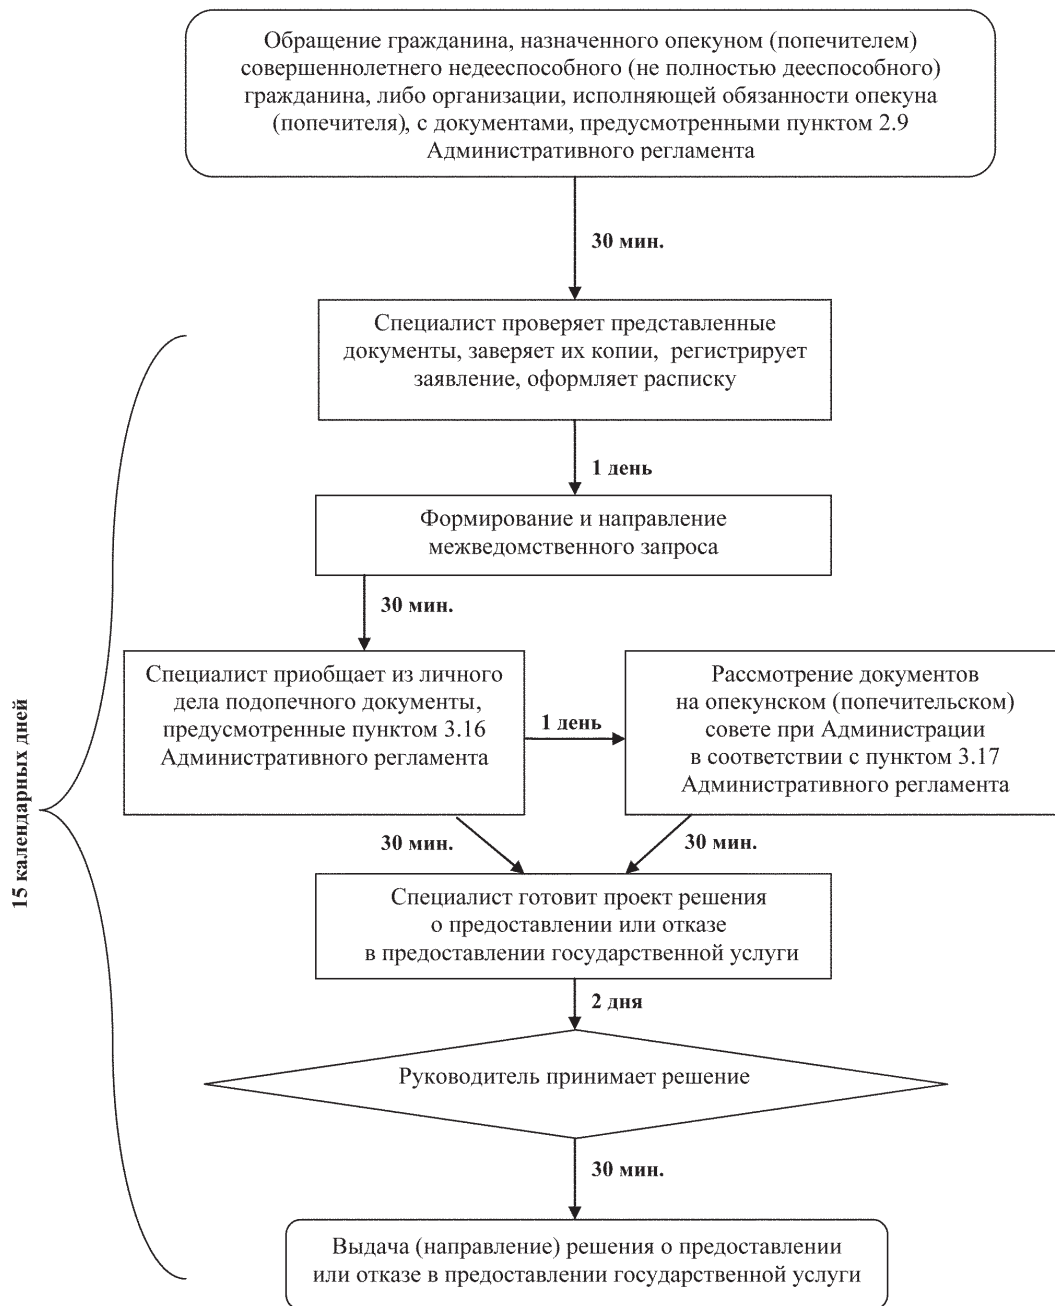 Обращение гражданина, назначенного опекуном (попечителем)
совершеннолетнего недееспособного (не полностью дееспособного)
гражданина, либо организации, исполняющей обязанности опекуна
(попечителя), с документами, предусмотренными пунктом 2.9
Административного регламента
30 мин.
Специалист проверяет представленные
документы, заверяет их копии, регистрирует
заявление, оформляет расписку
1 день
Формирование и направление
межведомственного запроса
30 мин.
Специалист приобщает из личного
дела подопечного документы,
предусмотренные пунктом 3.16
Административного регламента
1 день
Рассмотрение документов
на опекунском (попечительском)
совете при Администрации
в соответствии с пунктом 3.17
Административного регламента
15 календарных дней
30 мин.
30 мин.
Специалист готовит проект решения
о предоставлении или отказе
в предоставлении государственной услуги
2 дня
Руководитель принимает решение
30 мин.
Выдача (направление) решения о предоставлении
или отказе в предоставлении государственной услуги